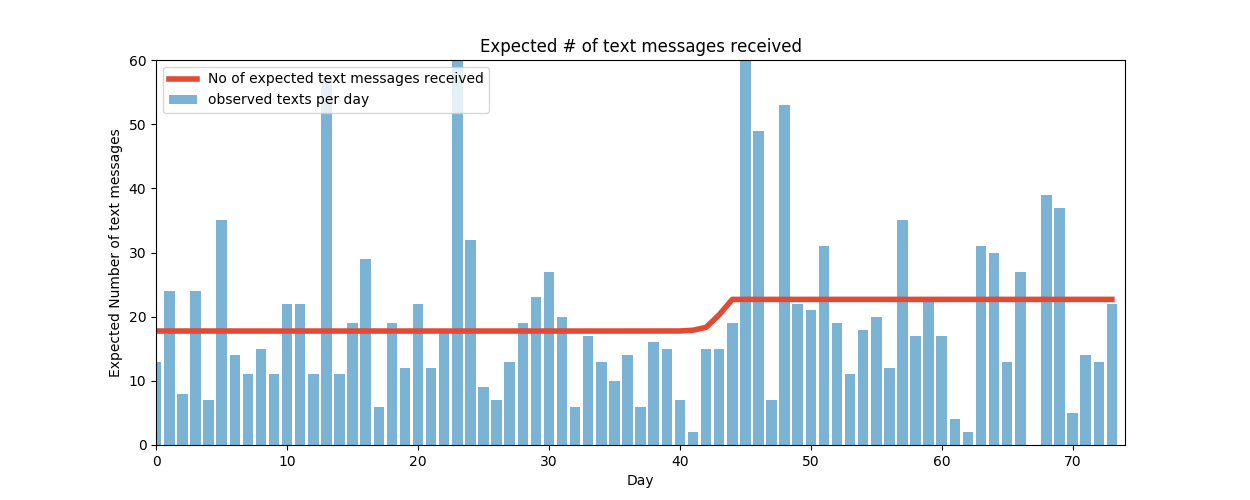 Expected # of text messages received
No of expected text messages received
observed texts per day
Expected Number of text messages
60
50
40
30
20
10
0
0 10 20 30 40 50 60 70
Day